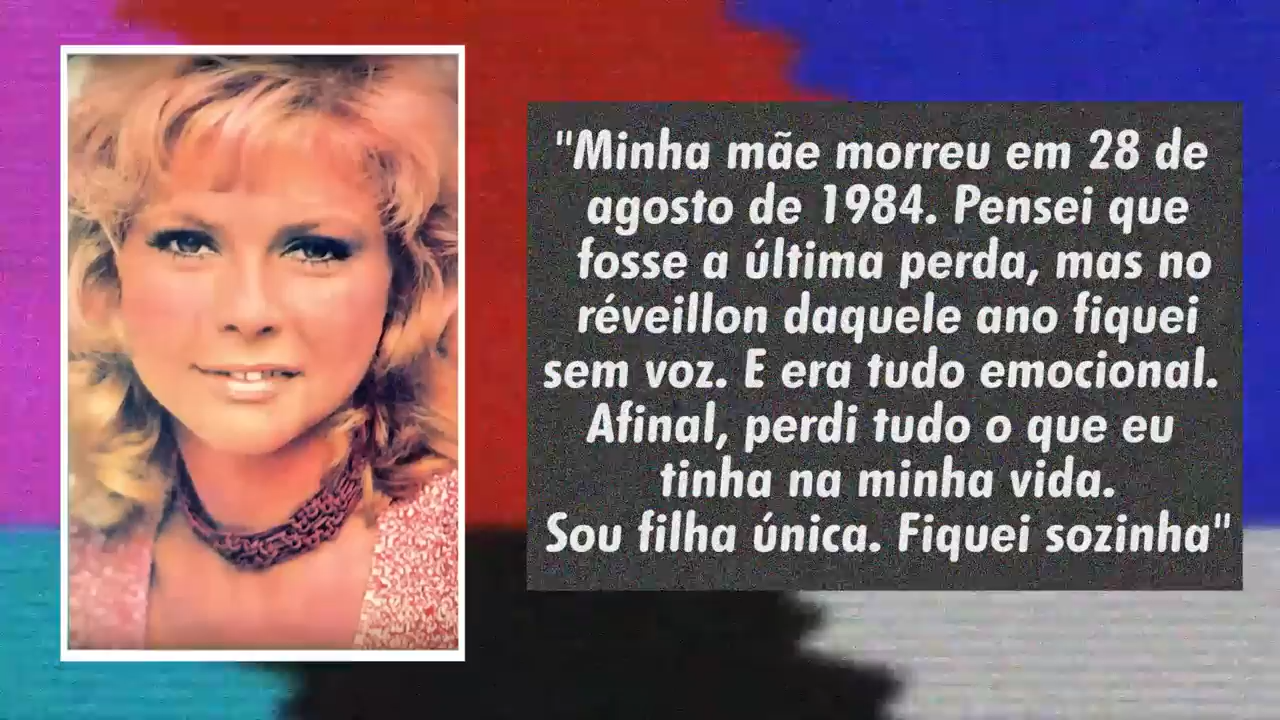 "Minha mãe morreu em 28 de
agosto de 1984. Pensei que
fosse a última perda, mas no
réveillon daquele ano fiquei
sem voz. E era tudo emocional.
Afinal, perdi tudo o que eu
tinha na minha vida.
Sou filha única. Fiquei sozinha"